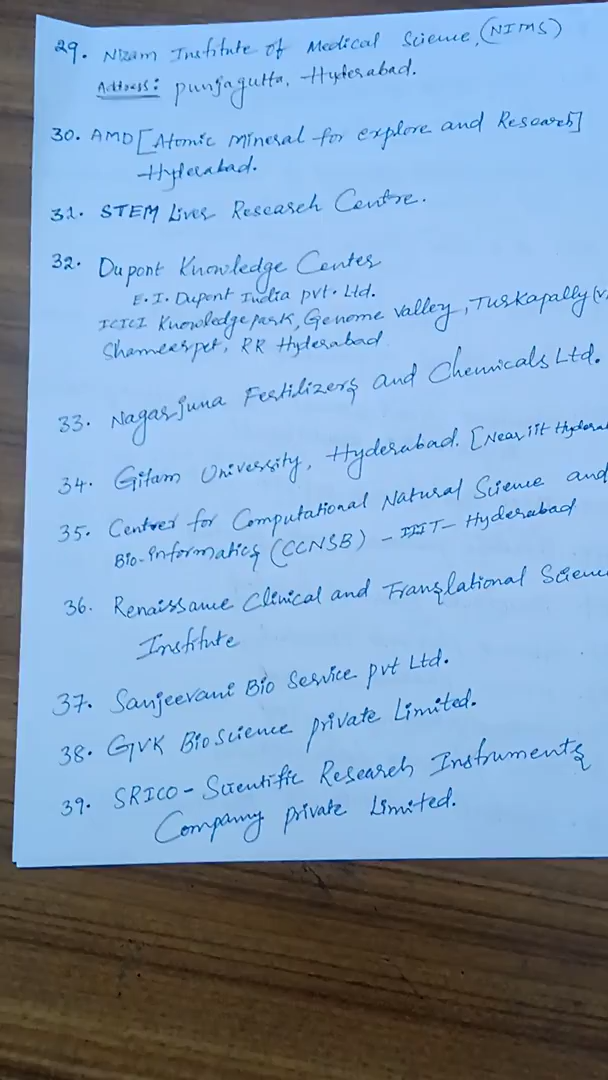 29. Nizam Institute of Medical Science, (NIMS)
Address: punjagutta, Hyderabad.
30. AMD [Atomic mineral for explore and Research]
Hyderabad.
31. STEM Liver Research Centre.
32. Dupont Knowledge Center
E.I. Dupont India pvt. Ltd.
ICICI Knowledge park, Genome valley, Turkapally (V)
Shameerpet, RR Hyderabad
33. Nagarjuna Fertilizers and Chemicals Ltd.
34. Gitam University, Hyderabad. [Near iit
35. Centre for Computational Natural Science and
Bio-informatics (CCNSB) - IIIT- Hyderabad
36. Renaissance Clinical and Translational
Institute
37. Sanjeevani Bio Service pvt Ltd.
38. GVK Bio science private Limited.
39. SRICO - Scientific Research Instruments
Company private Limited.